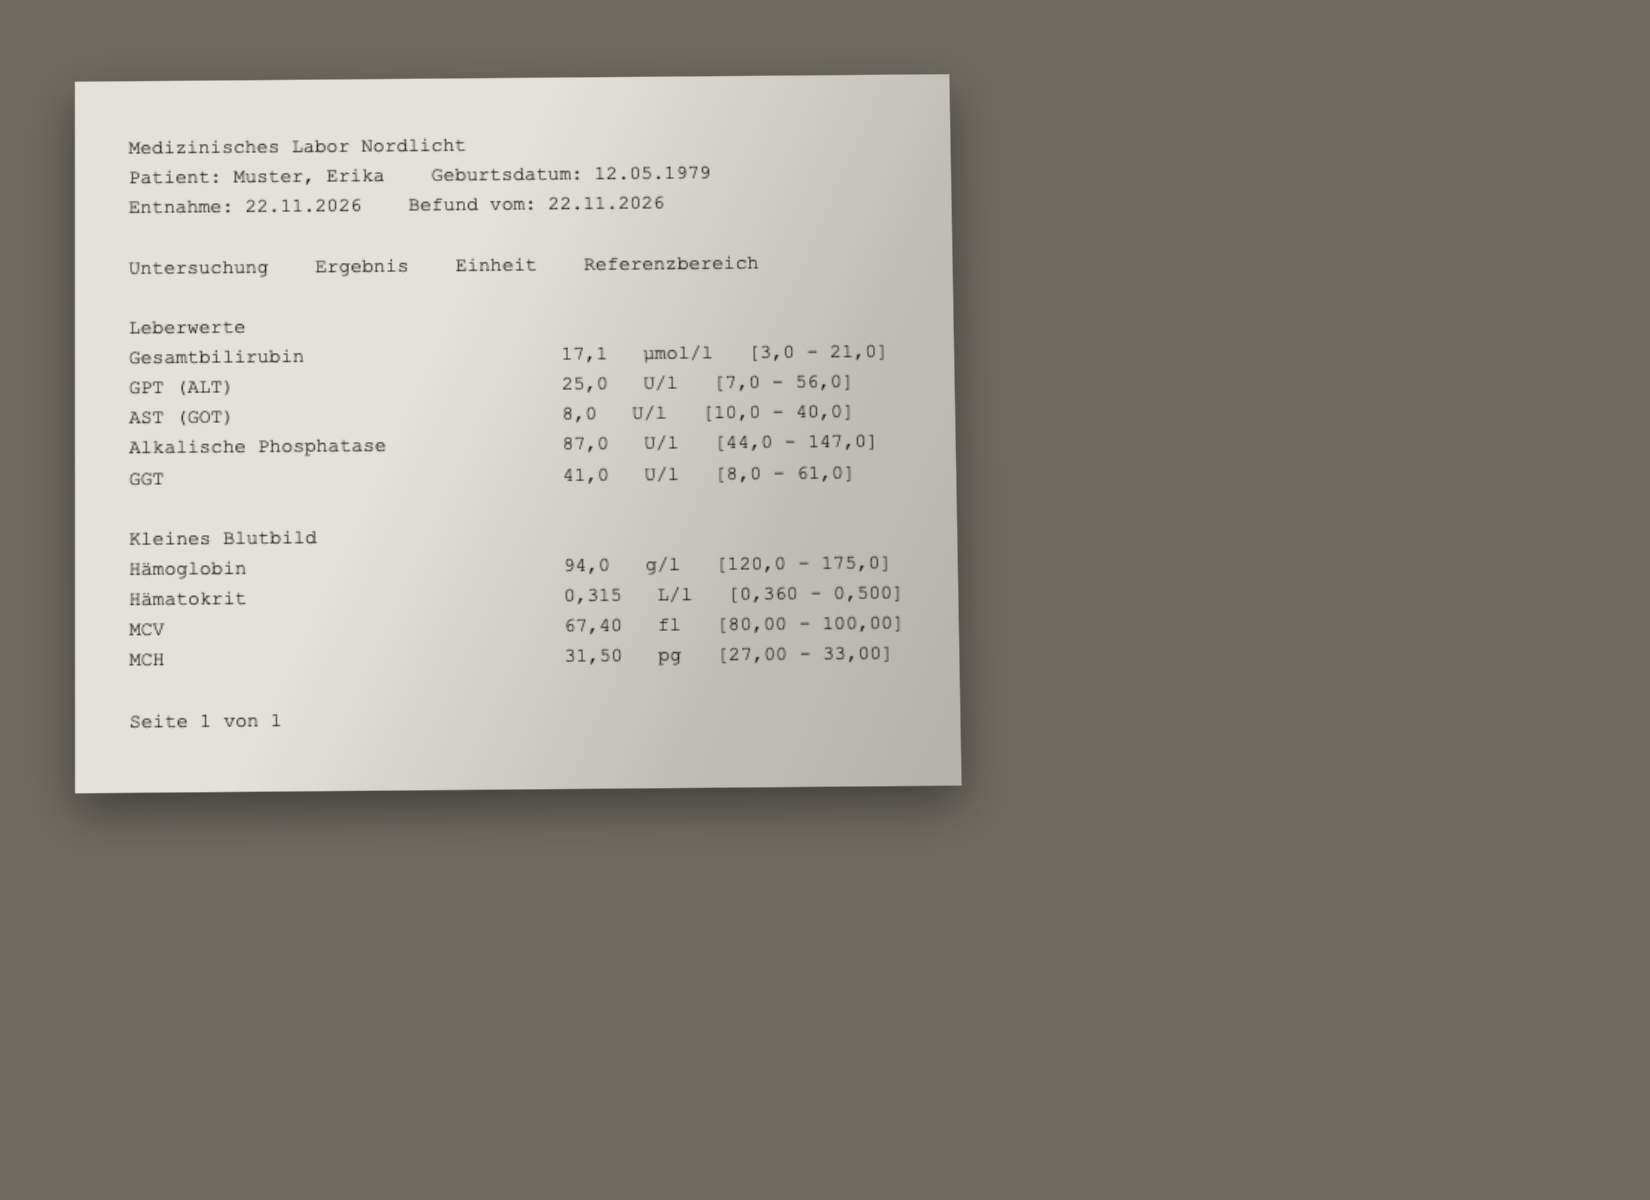 Medizinisches Labor Nordlicht
Patient: Muster, Erika    Geburtsdatum: 12.05.1979
Entnahme: 22.11.2026    Befund vom: 22.11.2026
Untersuchung    Ergebnis    Einheit    Referenzbereich
Leberwerte
Gesamtbilirubin    17,1   µmol/l   [3,0 - 21,0]
GPT (ALT)    25,0   U/l   [7,0 - 56,0]
AST (GOT)    8,0   U/l   [10,0 - 40,0]
Alkalische Phosphatase    87,0   U/l   [44,0 - 147,0]
GGT    41,0   U/l   [8,0 - 61,0]
Kleines Blutbild
Hämoglobin    94,0   g/l   [120,0 - 175,0]
Hämatokrit    0,315   L/l   [0,360 - 0,500]
MCV    67,40   fl   [80,00 - 100,00]
MCH    31,50   pg   [27,00 - 33,00]
Seite 1 von 1